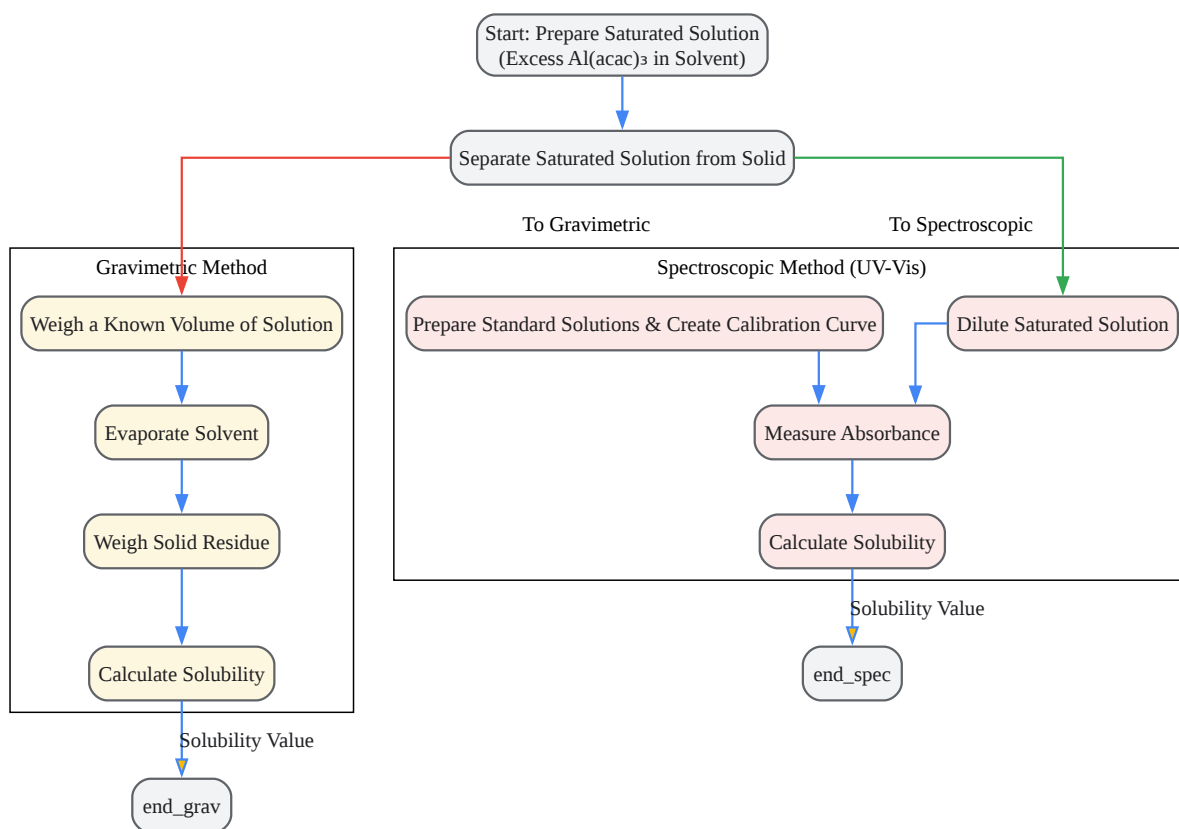 Start: Prepare Saturated Solution
(Excess Al(acac)₃ in Solvent)
Separate Saturated Solution from Solid
To Gravimetric
To Spectroscopic
Gravimetric Method
Weigh a Known Volume of Solution
Evaporate Solvent
Weigh Solid Residue
Calculate Solubility
Solubility Value
end_grav
Spectroscopic Method (UV-Vis)
Prepare Standard Solutions & Create Calibration Curve
Dilute Saturated Solution
Measure Absorbance
Calculate Solubility
Solubility Value
end_spec